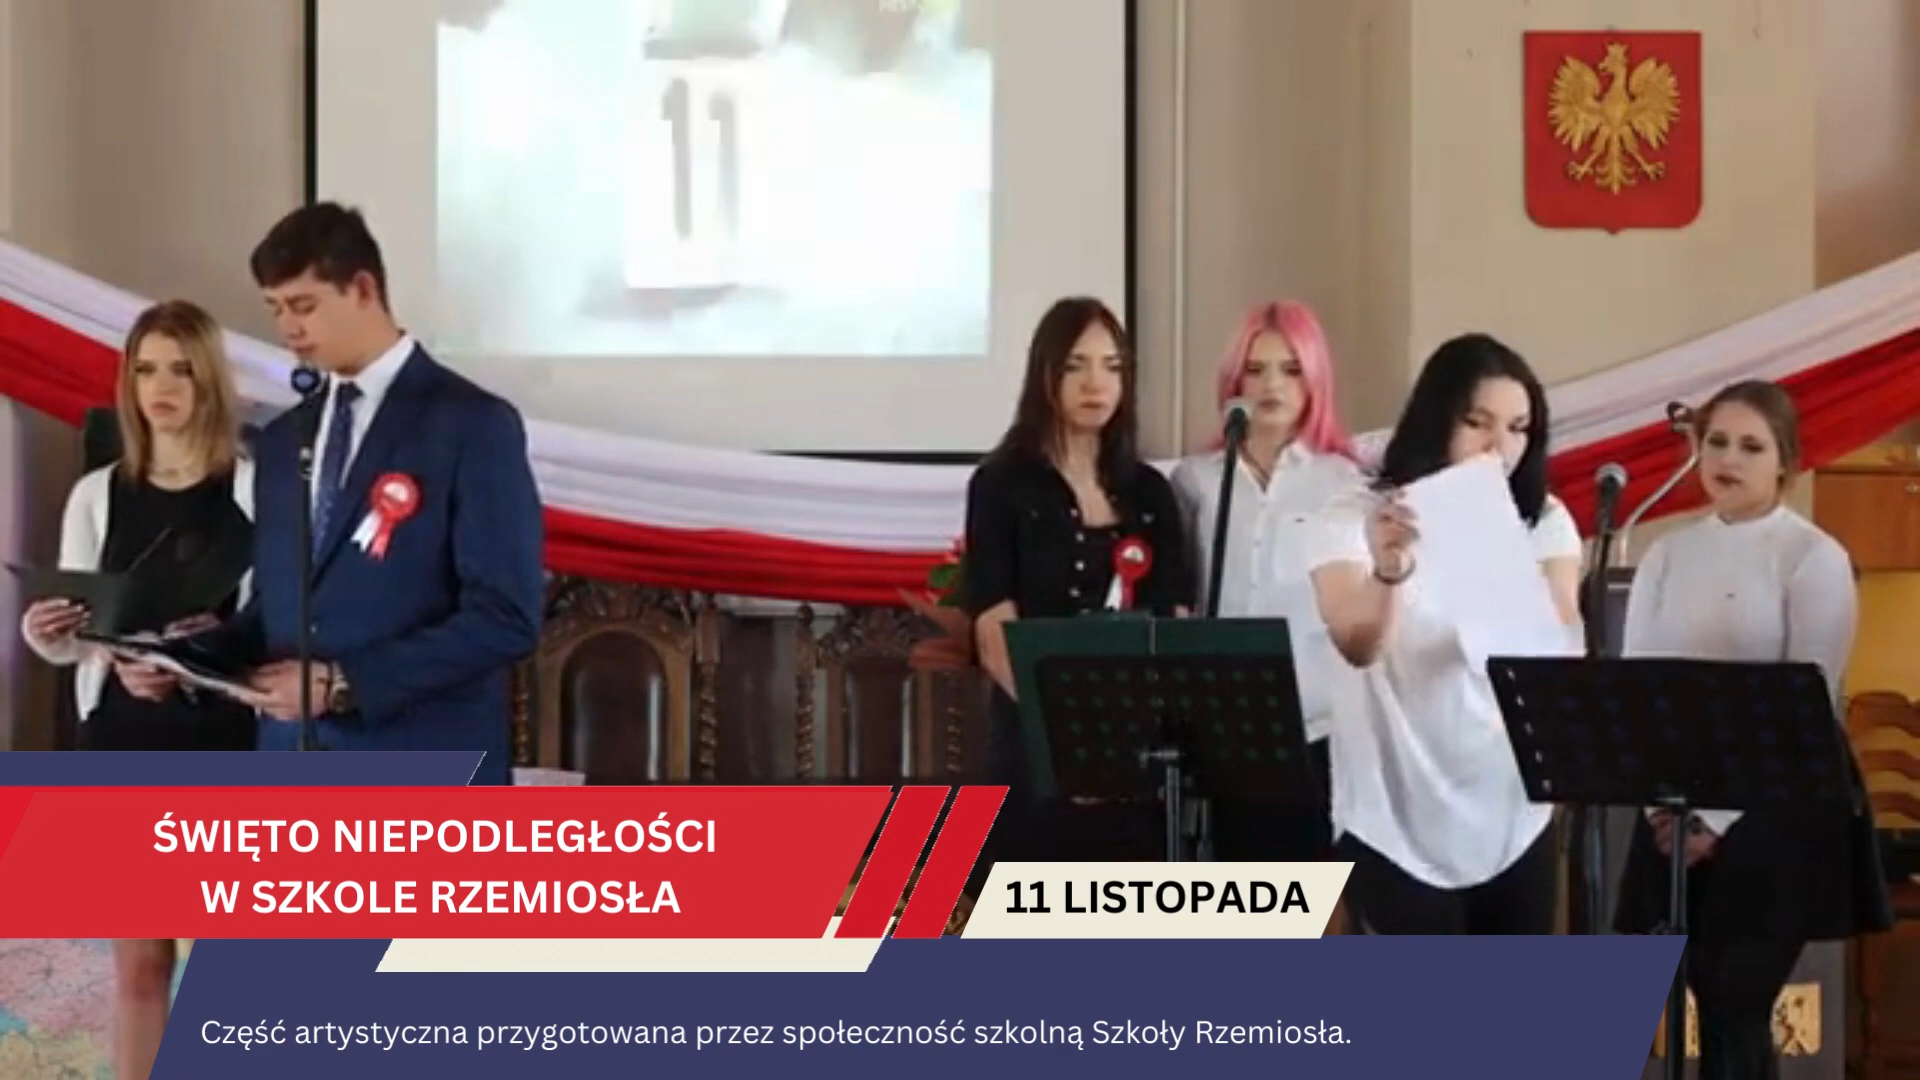 11
ŚWIĘTO NIEPODLEGŁOŚCI
W SZKOLE RZEMIOSŁA
11 LISTOPADA
Część artystyczna przygotowana przez społeczność szkolną Szkoły Rzemiosła.